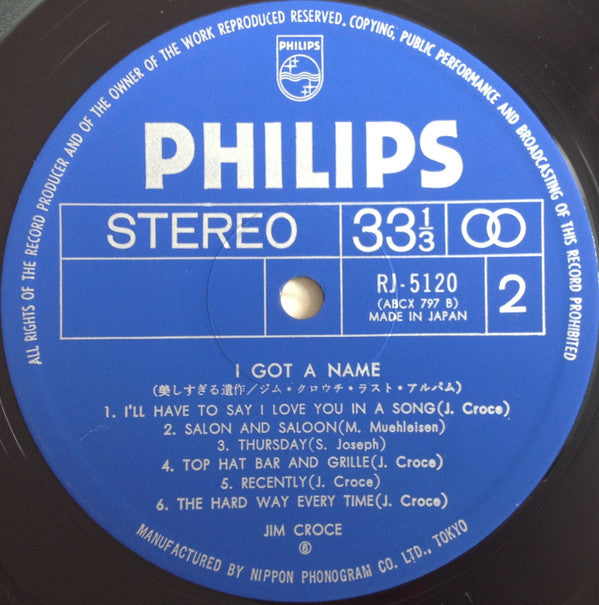 ALL RIGHTS OF THE RECORD PRODUCER AND OF THE OWNER OF THE WORK REPRODUCED RESERVED. COPYING, PUBLIC PERFORMANCE AND BROADCASTING OF THIS RECORD PROHIBITED
PHILIPS
PHILIPS
STEREO 33 1/3
RJ-5120
(ABCX 797 B)
MADE IN JAPAN
2
I GOT A NAME
(美しすぎる遺作/ジム・クロウチ・ラスト・アルバム)
1. I'LL HAVE TO SAY I LOVE YOU IN A SONG(J. Croce)
2. SALON AND SALOON(M. Muehleisen)
3. THURSDAY(S. Joseph)
4. TOP HAT BAR AND GRILLE(J. Croce)
5. RECENTLY(J. Croce)
6. THE HARD WAY EVERY TIME(J. Croce)
JIM CROCE
MANUFACTURED BY NIPPON PHONOGRAM CO. LTD., TOKYO